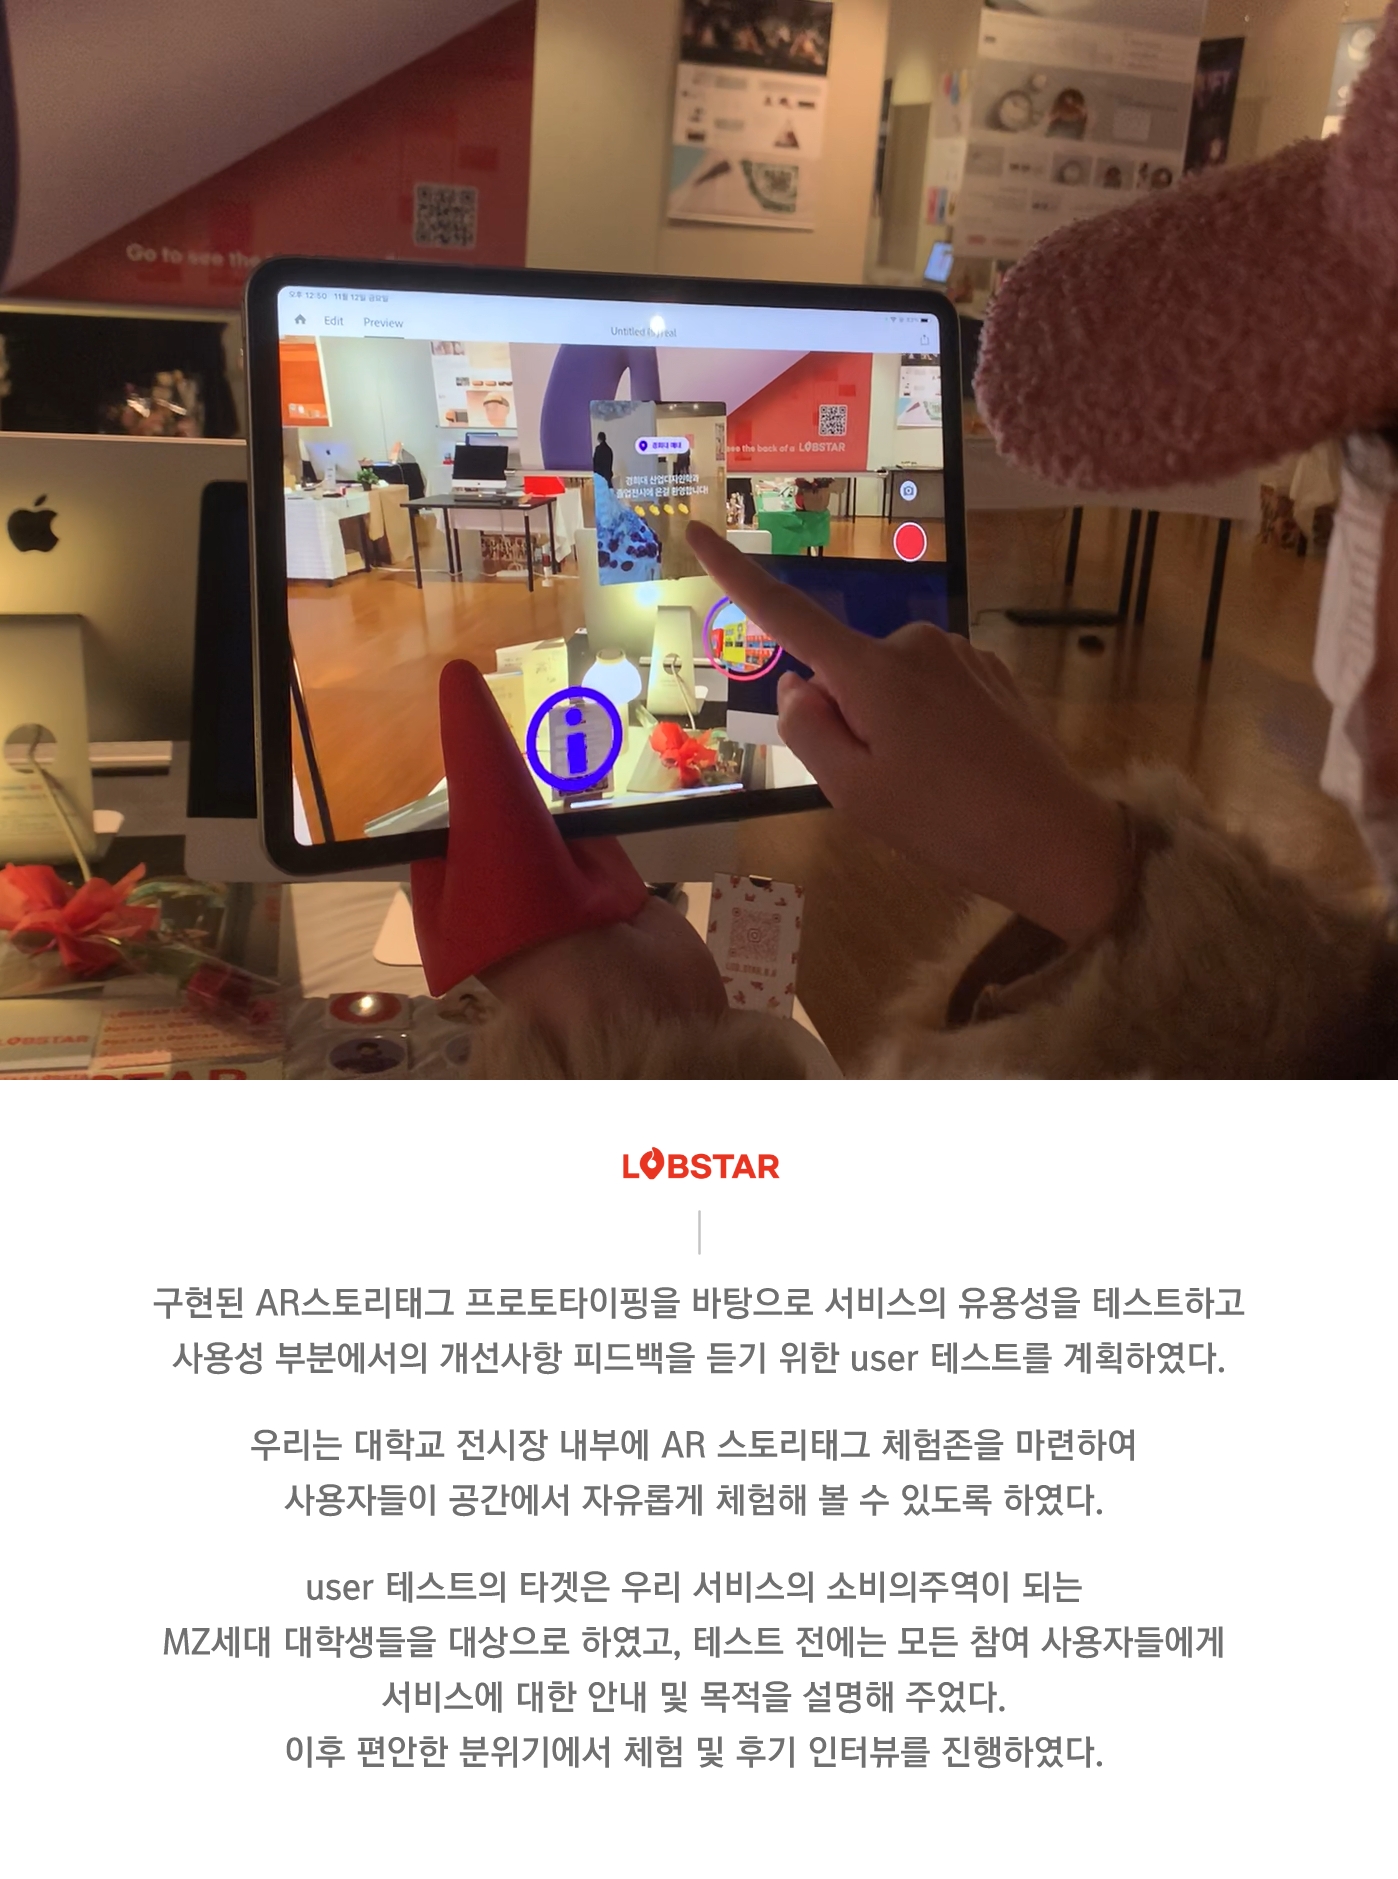 Go to see the
오후 12:50 11월 12일 금요일
Edit
Preview
Untitled
see the back of a LOBSTAR
경희대 산업디자인학과
졸업전시에 온걸 환영합니다!
LOBSTAR
LOBSTAR
구현된 AR스토리태그 프로토타이핑을 바탕으로 서비스의 유용성을 테스트하고
사용성 부분에서의 개선사항 피드백을 듣기 위한 user 테스트를 계획하였다.
우리는 대학교 전시장 내부에 AR 스토리태그 체험존을 마련하여
사용자들이 공간에서 자유롭게 체험해 볼 수 있도록 하였다.
user 테스트의 타겟은 우리 서비스의 소비의주역이 되는
MZ세대 대학생들을 대상으로 하였고, 테스트 전에는 모든 참여 사용자들에게
서비스에 대한 안내 및 목적을 설명해 주었다.
이후 편안한 분위기에서 체험 및 후기 인터뷰를 진행하였다.